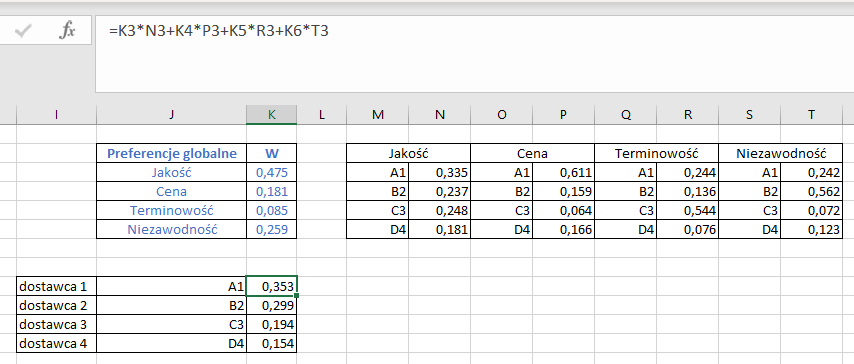 fx =K3*N3+K4*P3+K5*R3+K6*T3
I J K L M N O P Q R S T
Preferencje globalne W Jakość Cena Terminowość Niezawodność
Jakość 0,475 A1 0,335 A1 0,611 A1 0,244 A1 0,242
Cena 0,181 B2 0,237 B2 0,159 B2 0,136 B2 0,562
Terminowość 0,085 C3 0,248 C3 0,064 C3 0,544 C3 0,072
Niezawodność 0,259 D4 0,181 D4 0,166 D4 0,076 D4 0,123
dostawca 1 A1 0,353
dostawca 2 B2 0,299
dostawca 3 C3 0,194
dostawca 4 D4 0,154